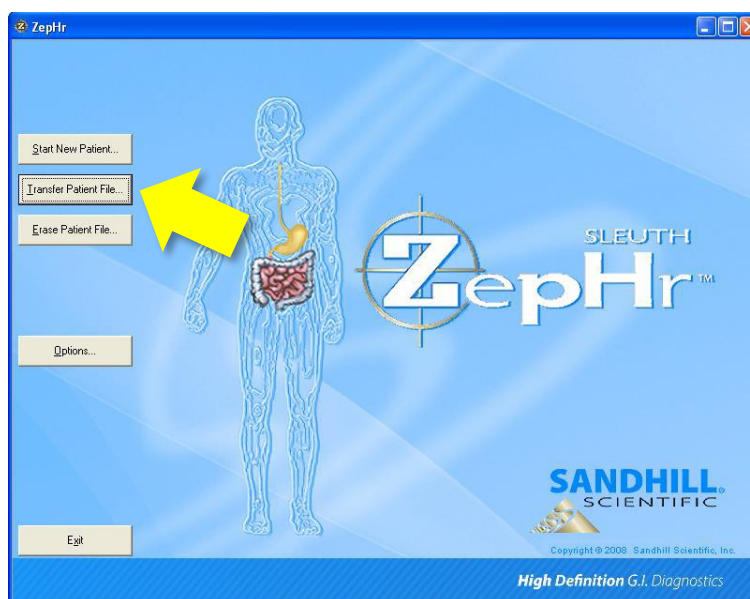 ZepHr
Start New Patient...
Transfer Patient File...
Erase Patient File...
SLEUTH
ZepHr™
Options...
SANDHILL®
SCIENTIFIC
Exit
Copyright © 2008 Sandhill Scientific, Inc.
High Definition G.I. Diagnostics